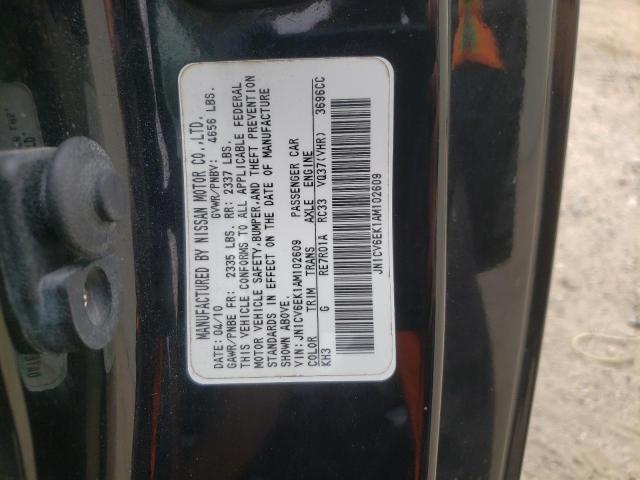 MANUFACTURED BY NISSAN MOTOR CO.,LTD.
DATE: 04/10 GVWR/PNBV: 4656 LBS.
GAWR/PNBE FR: 2335 LBS. RR: 2337 LBS.
THIS VEHICLE CONFORMS TO ALL APPLICABLE FEDERAL
MOTOR VEHICLE SAFETY,BUMPER,AND THEFT PREVENTION
STANDARDS IN EFFECT ON THE DATE OF MANUFACTURE
SHOWN ABOVE.
VIN: JN1CV6EK1AM102609 PASSENGER CAR
COLOR TRIM TRANS AXLE ENGINE
KH3 G RE7R01A RC33 VQ37(VHR) 3696CC
JN1CV6EK1AM102609